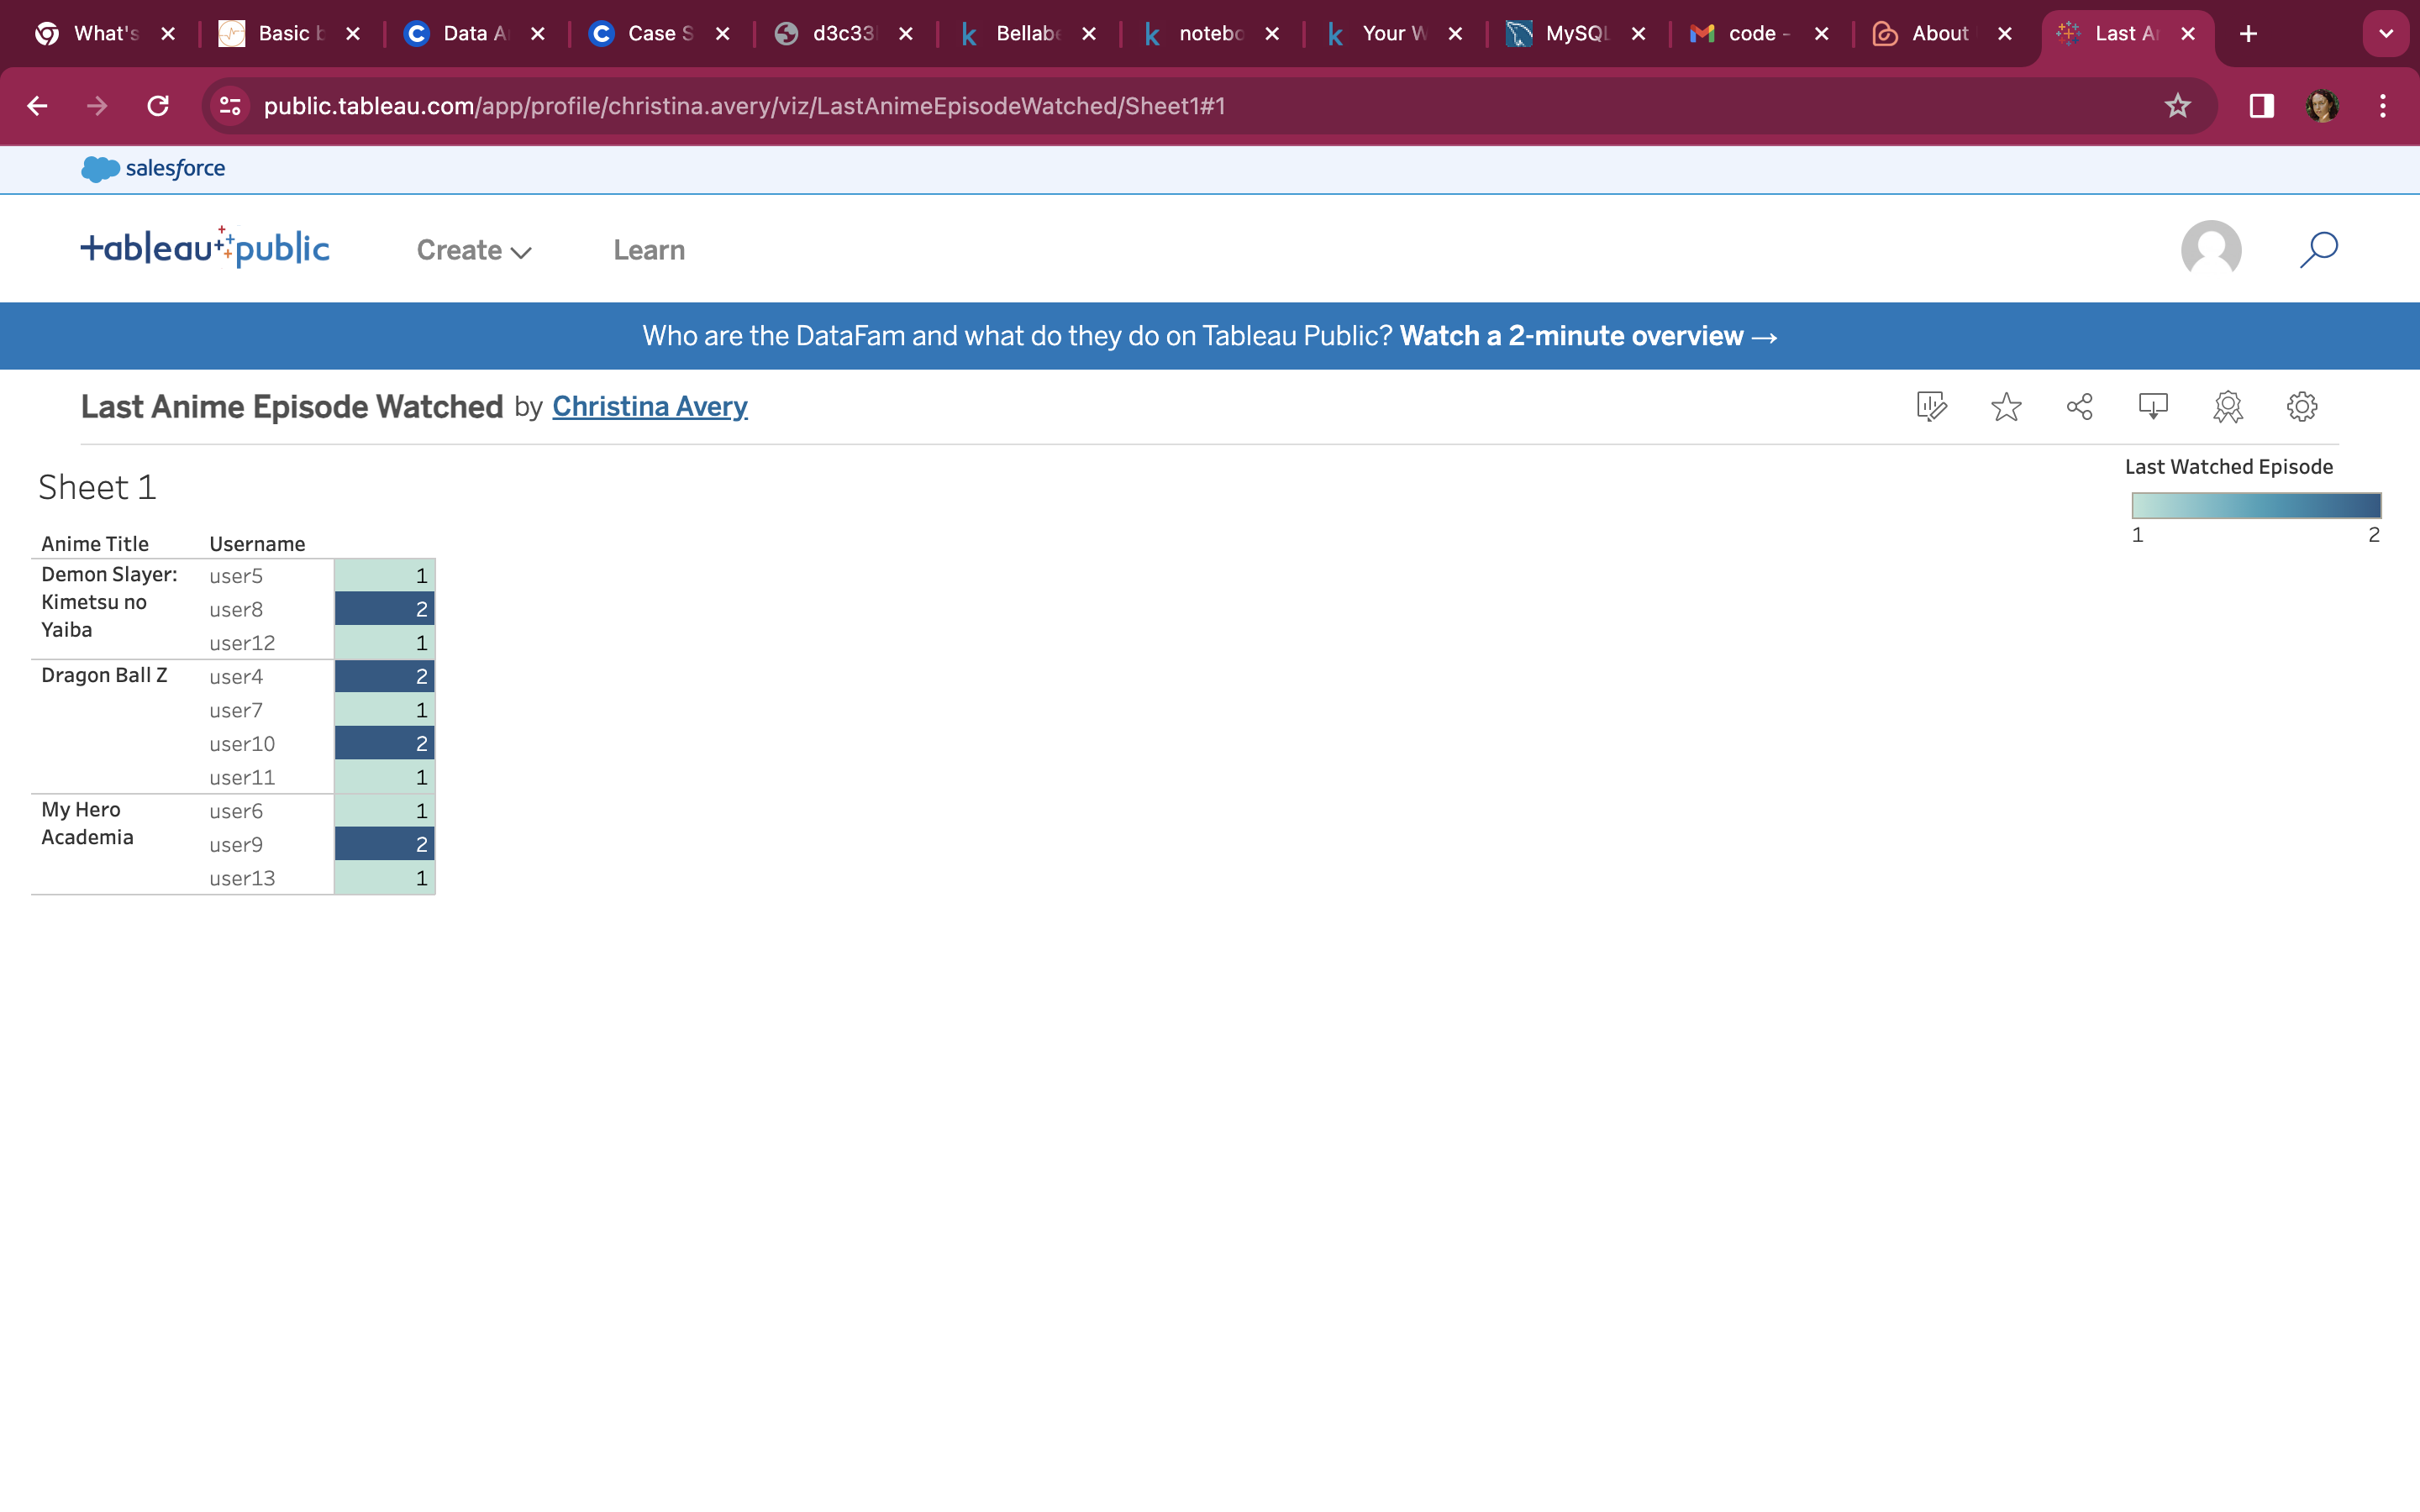 What's Basic b Data A Case S d3c33 Bellabe notebo Your W MySQL code - About Last A
public.tableau.com/app/profile/christina.avery/viz/LastAnimeEpisodeWatched/Sheet1#1
salesforce
tableau public Create Learn
Who are the DataFam and what do they do on Tableau Public? Watch a 2-minute overview →
Last Anime Episode Watched by Christina Avery
Last Watched Episode
1 2
Sheet 1
Anime Title Username
Demon Slayer: Kimetsu no Yaiba user5 1
user8 2
user12 1
Dragon Ball Z user4 2
user7 1
user10 2
user11 1
My Hero Academia user6 1
user9 2
user13 1